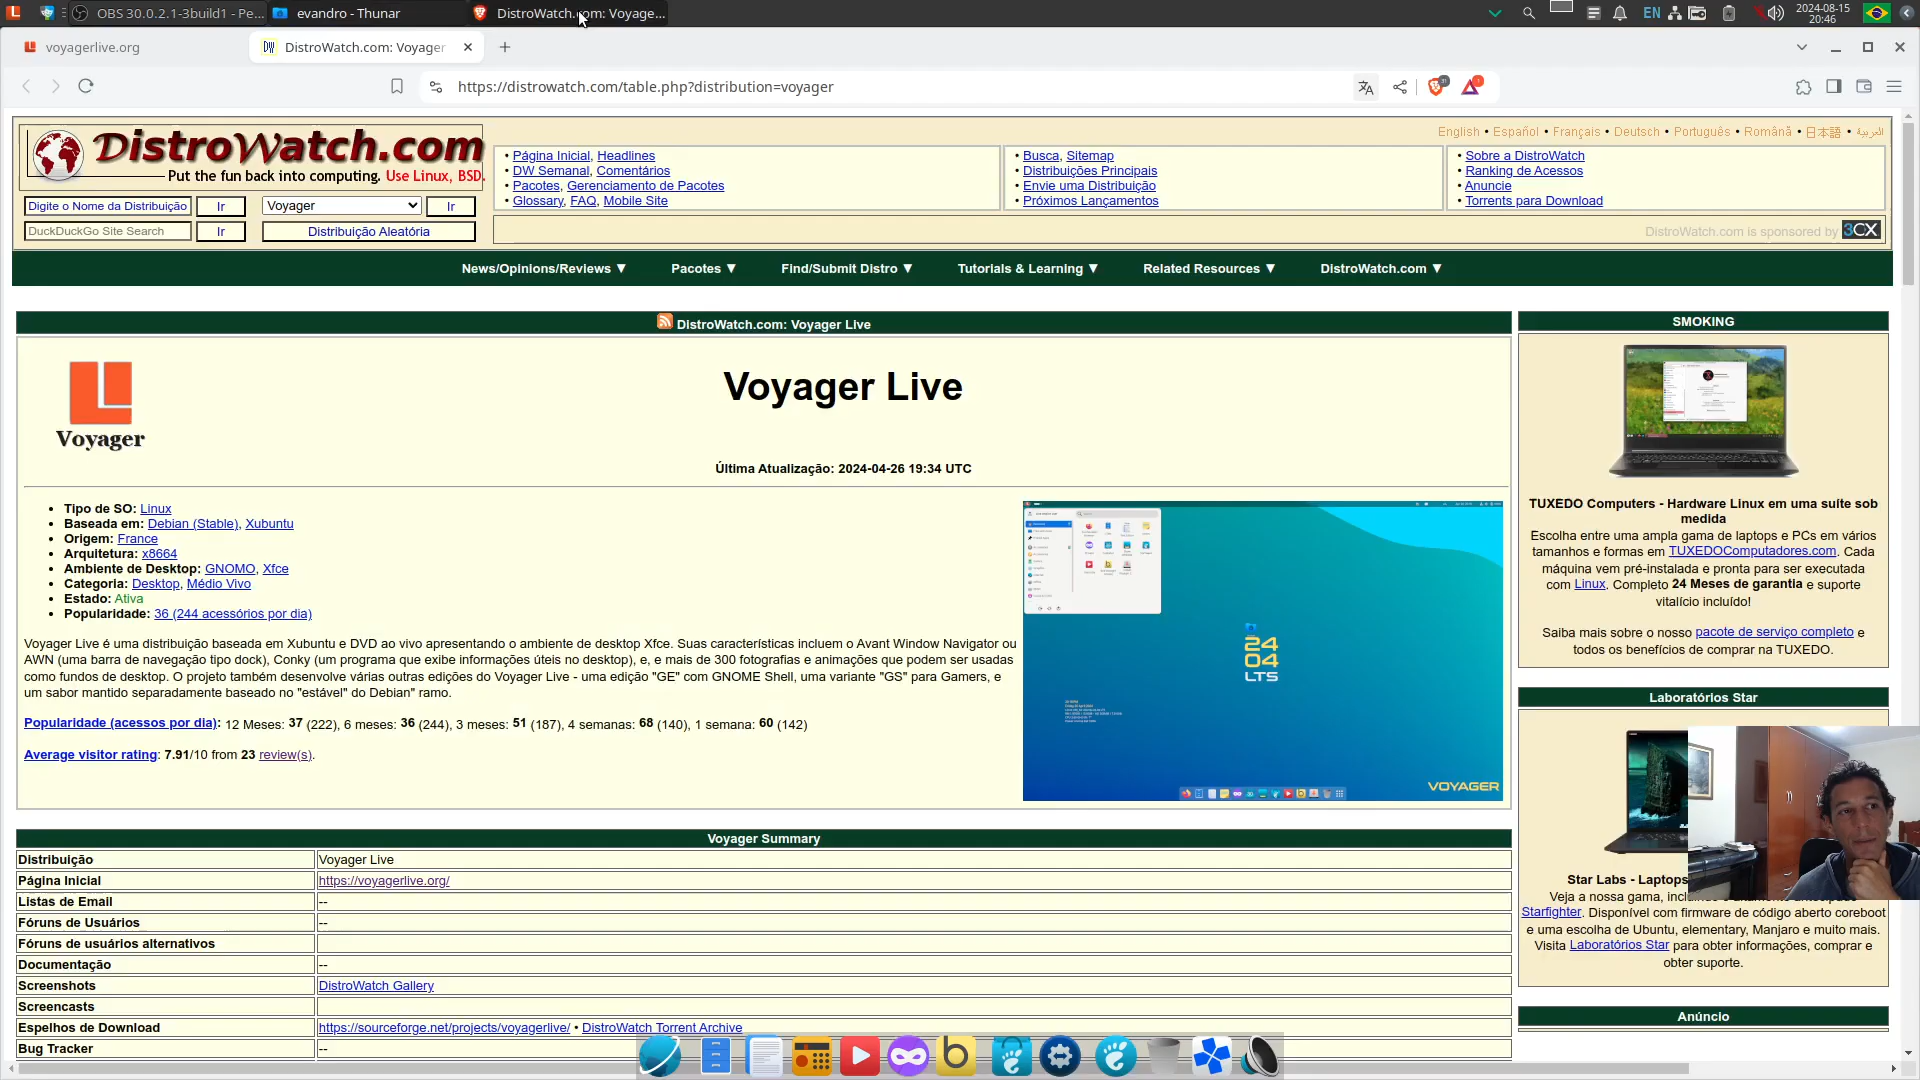 OBS 30.0.2.1-3build1 - Pe...
evandro - Thunar
DistroWatch.com: Voyage...
EN
2024-08-15
20:46
voyagerlive.org
DistroWatch.com: Voyager
https://distrowatch.com/table.php?distribution=voyager
DistroWatch.com
Put the fun back into computing. Use Linux, BSD.
English • Español • Français • Deutsch • Português • Română • 日本語 • العربية
• Página Inicial, Headlines
• DW Semanal, Comentários
• Pacotes, Gerenciamento de Pacotes
• Glossary, FAQ, Mobile Site
• Busca, Sitemap
• Distribuições Principais
• Envie uma Distribuição
• Próximos Lançamentos
• Sobre a DistroWatch
• Ranking de Acessos
• Anuncie
• Torrents para Download
Digite o Nome da Distribuição Ir Voyager Ir
DuckDuckGo Site Search Ir Distribuição Aleatória
DistroWatch.com is sponsored by 3CX
News/Opinions/Reviews ▼ Pacotes ▼ Find/Submit Distro ▼ Tutorials & Learning ▼ Related Resources ▼ DistroWatch.com ▼
DistroWatch.com: Voyager Live
Voyager
Voyager Live
Última Atualização: 2024-04-26 19:34 UTC
• Tipo de SO: Linux
• Baseada em: Debian (Stable), Xubuntu
• Origem: France
• Arquitetura: x8664
• Ambiente de Desktop: GNOMO, Xfce
• Categoria: Desktop, Médio Vivo
• Estado: Ativa
• Popularidade: 36 (244 acessórios por dia)
Voyager Live é uma distribuição baseada em Xubuntu e DVD ao vivo apresentando o ambiente de desktop Xfce. Suas características incluem o Avant Window Navigator ou
AWN (uma barra de navegação tipo dock), Conky (um programa que exibe informações úteis no desktop), e, e mais de 300 fotografias e animações que podem ser usadas
como fundos de desktop. O projeto também desenvolve várias outras edições do Voyager Live - uma edição "GE" com GNOME Shell, uma variante "GS" para Gamers, e
um sabor mantido separadamente baseado no "estável" do Debian" ramo.
Popularidade (acessos por dia): 12 Meses: 37 (222), 6 meses: 36 (244), 3 meses: 51 (187), 4 semanas: 68 (140), 1 semana: 60 (142)
Average visitor rating: 7.91/10 from 23 review(s).
24
04
LTS
VOYAGER
Voyager Summary
Distribuição Voyager Live
Página Inicial https://voyagerlive.org/
Listas de Email --
Fóruns de Usuários --
Fóruns de usuários alternativos
Documentação --
Screenshots DistroWatch Gallery
Screencasts
Espelhos de Download https://sourceforge.net/projects/voyagerlive/ • DistroWatch Torrent Archive
Bug Tracker --
SMOKING
TUXEDO Computers - Hardware Linux em uma suíte sob
medida
Escolha entre uma ampla gama de laptops e PCs em vários
tamanhos e formas em TUXEDOComputadores.com. Cada
máquina vem pré-instalada e pronta para ser executada
com Linux. Completo 24 Meses de garantia e suporte
vitalício incluído!
Saiba mais sobre o nosso pacote de serviço completo e
todos os benefícios de comprar na TUXEDO.
Laboratórios Star
Star Labs - Laptops
Veja a nossa gama,
Starfighter. Disponível com firmware de código aberto coreboot
e uma escolha de Ubuntu, elementary, Manjaro e muito mais.
Visita Laboratórios Star para obter informações, comprar e
obter suporte.
Anúncio